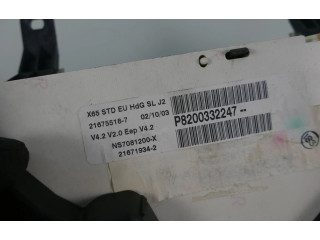 X65 STD EU HdG SL J2
21675518-7 02/10/03
V4.2 V2.0 Eep V4.2
NS7081200-X
21671934-2
P8200332247--